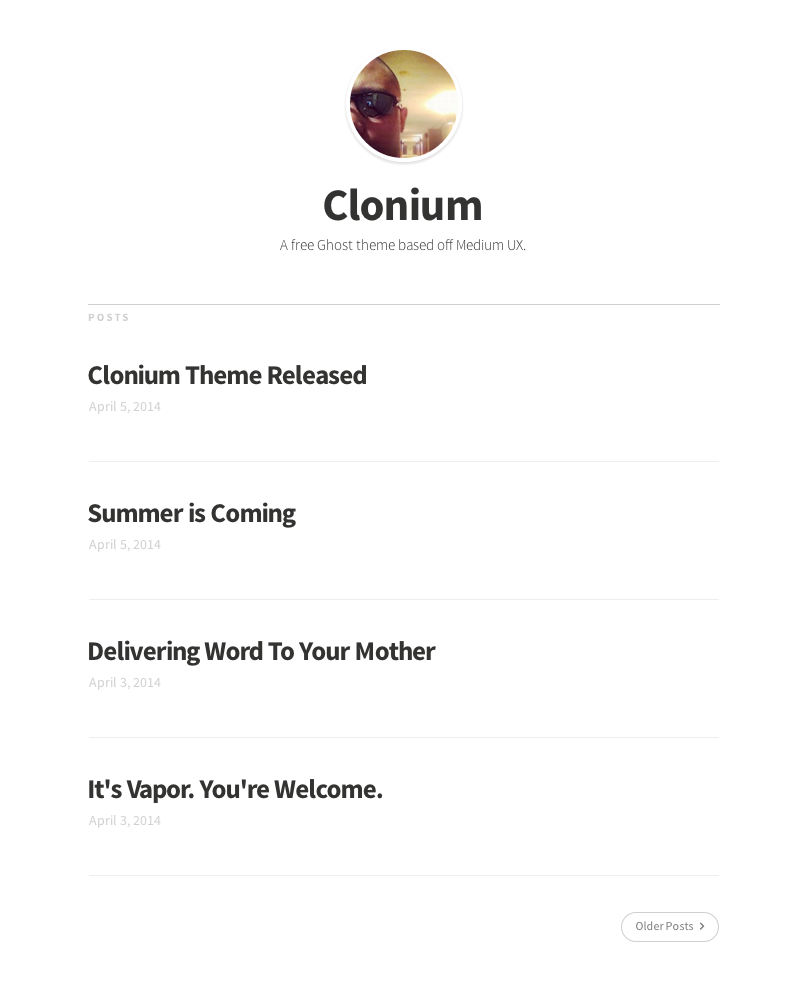 Clonium
A free Ghost theme based off Medium UX.
POSTS
Clonium Theme Released
April 5, 2014
Summer is Coming
April 5, 2014
Delivering Word To Your Mother
April 3, 2014
It's Vapor. You're Welcome.
April 3, 2014
Older Posts